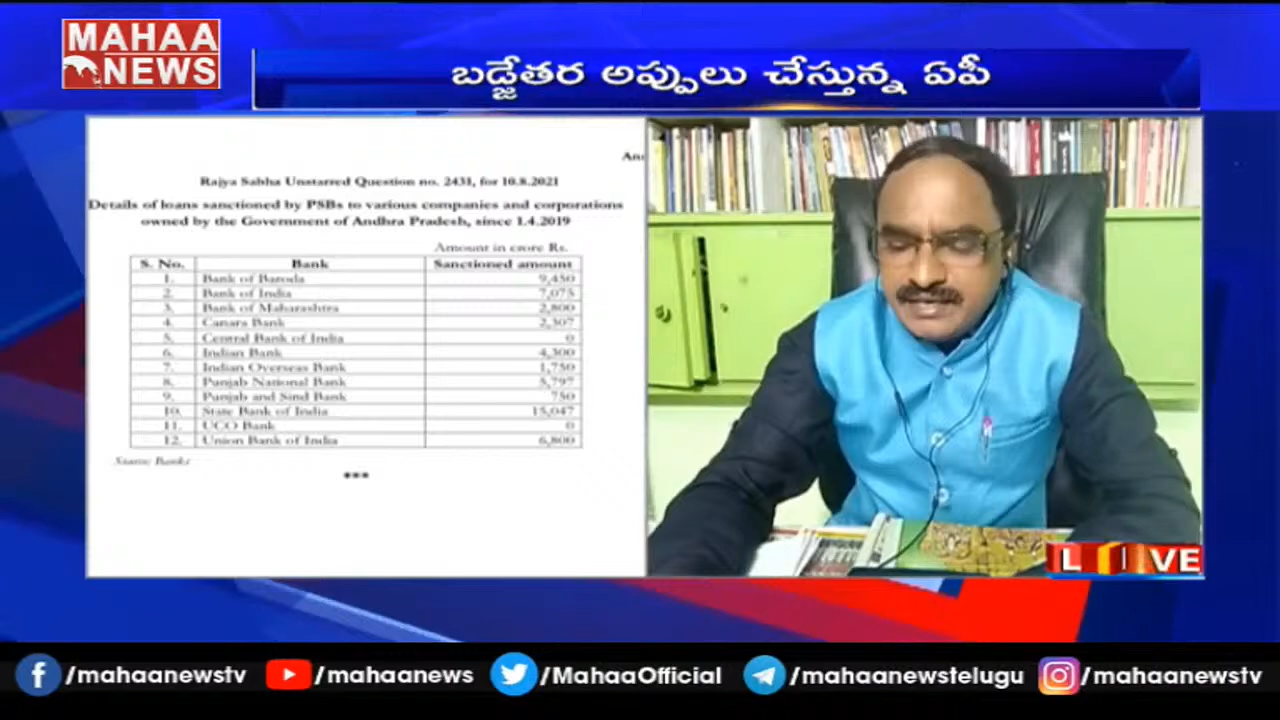 MAHAA
NEWS
బడ్జేతర అప్పులు చేస్తున్న ఏపీ
Rajya Sabha Unstarred Question no. 2431, for 10.8.2021
Details of loans sanctioned by PSBs to various companies and corporations
owned by the Government of Andhra Pradesh, since 1.4.2019
Amount in crore Rs.
S. No. Bank Sanctioned amount
1. Bank of Baroda 9,450
2. Bank of India 7,075
3. Bank of Maharashtra 2,800
4. Canara Bank 2,307
5. Central Bank of India 0
6. Indian Bank 4,300
7. Indian Overseas Bank 1,750
8. Punjab National Bank 5,797
9. Punjab and Sind Bank 750
10. State Bank of India 15,047
11. UCO Bank 0
12. Union Bank of India 6,800
Source: Banks
***
LIVE
/mahaanewstv /mahaanews /MahaaOfficial /mahaanewstelugu /mahaanewstv